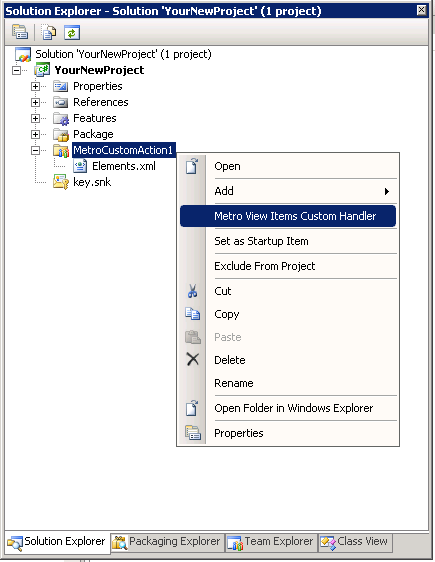 Solution Explorer - Solution 'YourNewProject' (1 project)
Solution 'YourNewProject' (1 project)
YourNewProject
Properties
References
Features
Package
MetroCustomAction1
Elements.xml
key.snk
Open
Add
Metro View Items Custom Handler
Set as Startup Item
Exclude From Project
Cut
Copy
Paste
Delete
Rename
Open Folder in Windows Explorer
Properties
Solution Explorer Packaging Explorer Team Explorer Class View